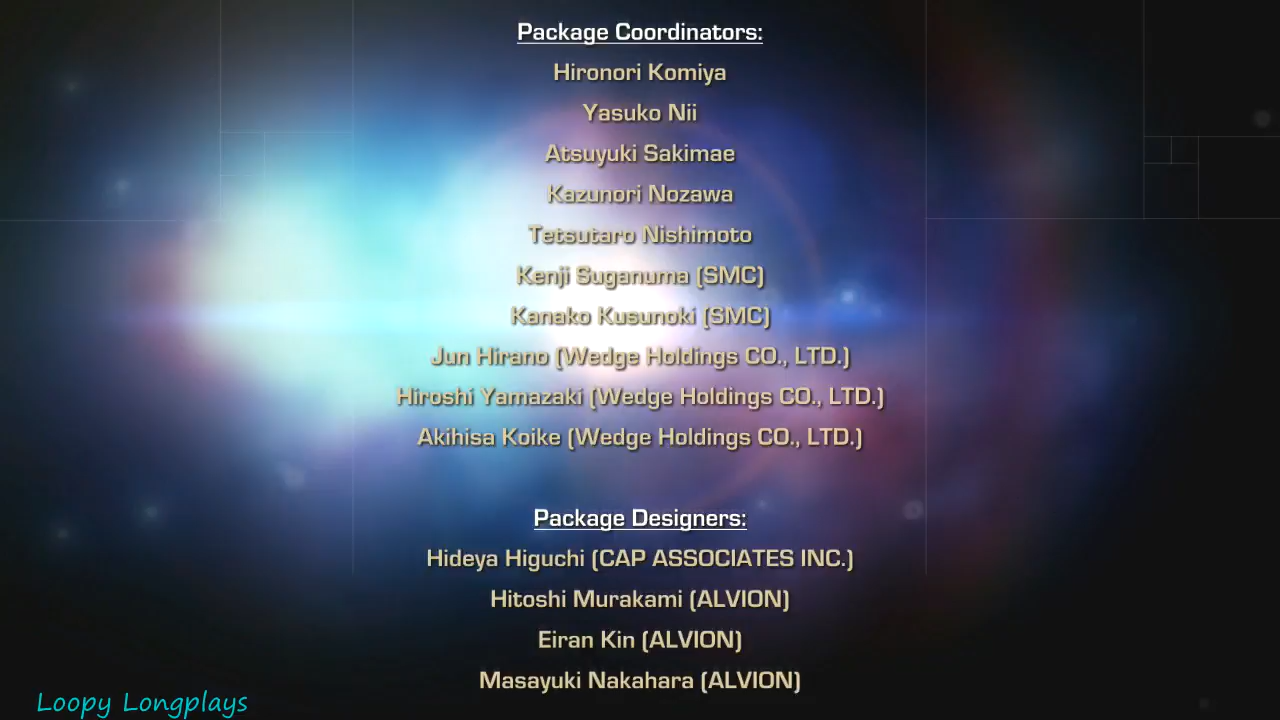 Package Coordinators:
Hironori Komiya
Yasuko Nii
Atsuyuki Sakimae
Kazunori Nozawa
Tetsutaro Nishimoto
Kenji Suganuma (SMC)
Kanako Kusunoki (SMC)
Jun Hirano (Wedge Holdings CO., LTD.)
Hiroshi Yamazaki (Wedge Holdings CO., LTD.)
Akihisa Koike (Wedge Holdings CO., LTD.)
Package Designers:
Hideya Higuchi (CAP ASSOCIATES INC.)
Hitoshi Murakami (ALVION)
Eiran Kin (ALVION)
Masayuki Nakahara (ALVION)
Loopy Longplays